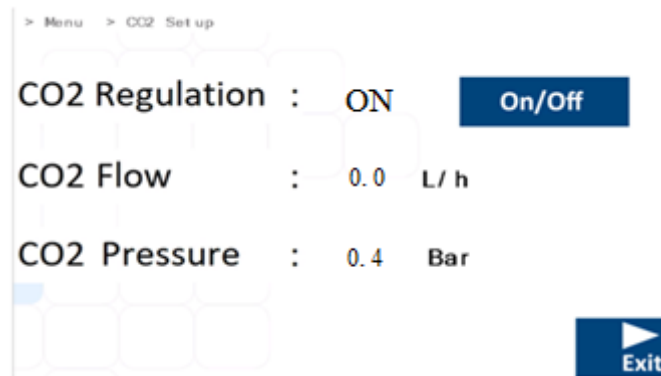 > Menu > CO2 Set up
CO2 Regulation : ON On/Off
CO2 Flow : 0.0 L/ h
CO2 Pressure : 0.4 Bar
Exit